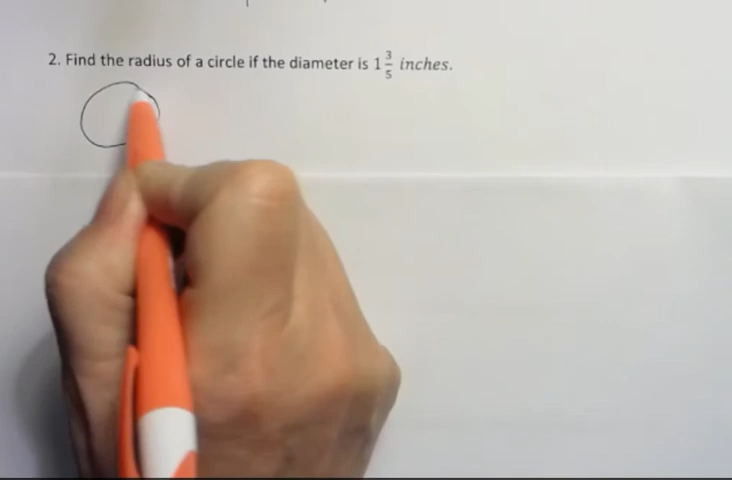 2. Find the radius of a circle if the diameter is 1 3/5 inches.